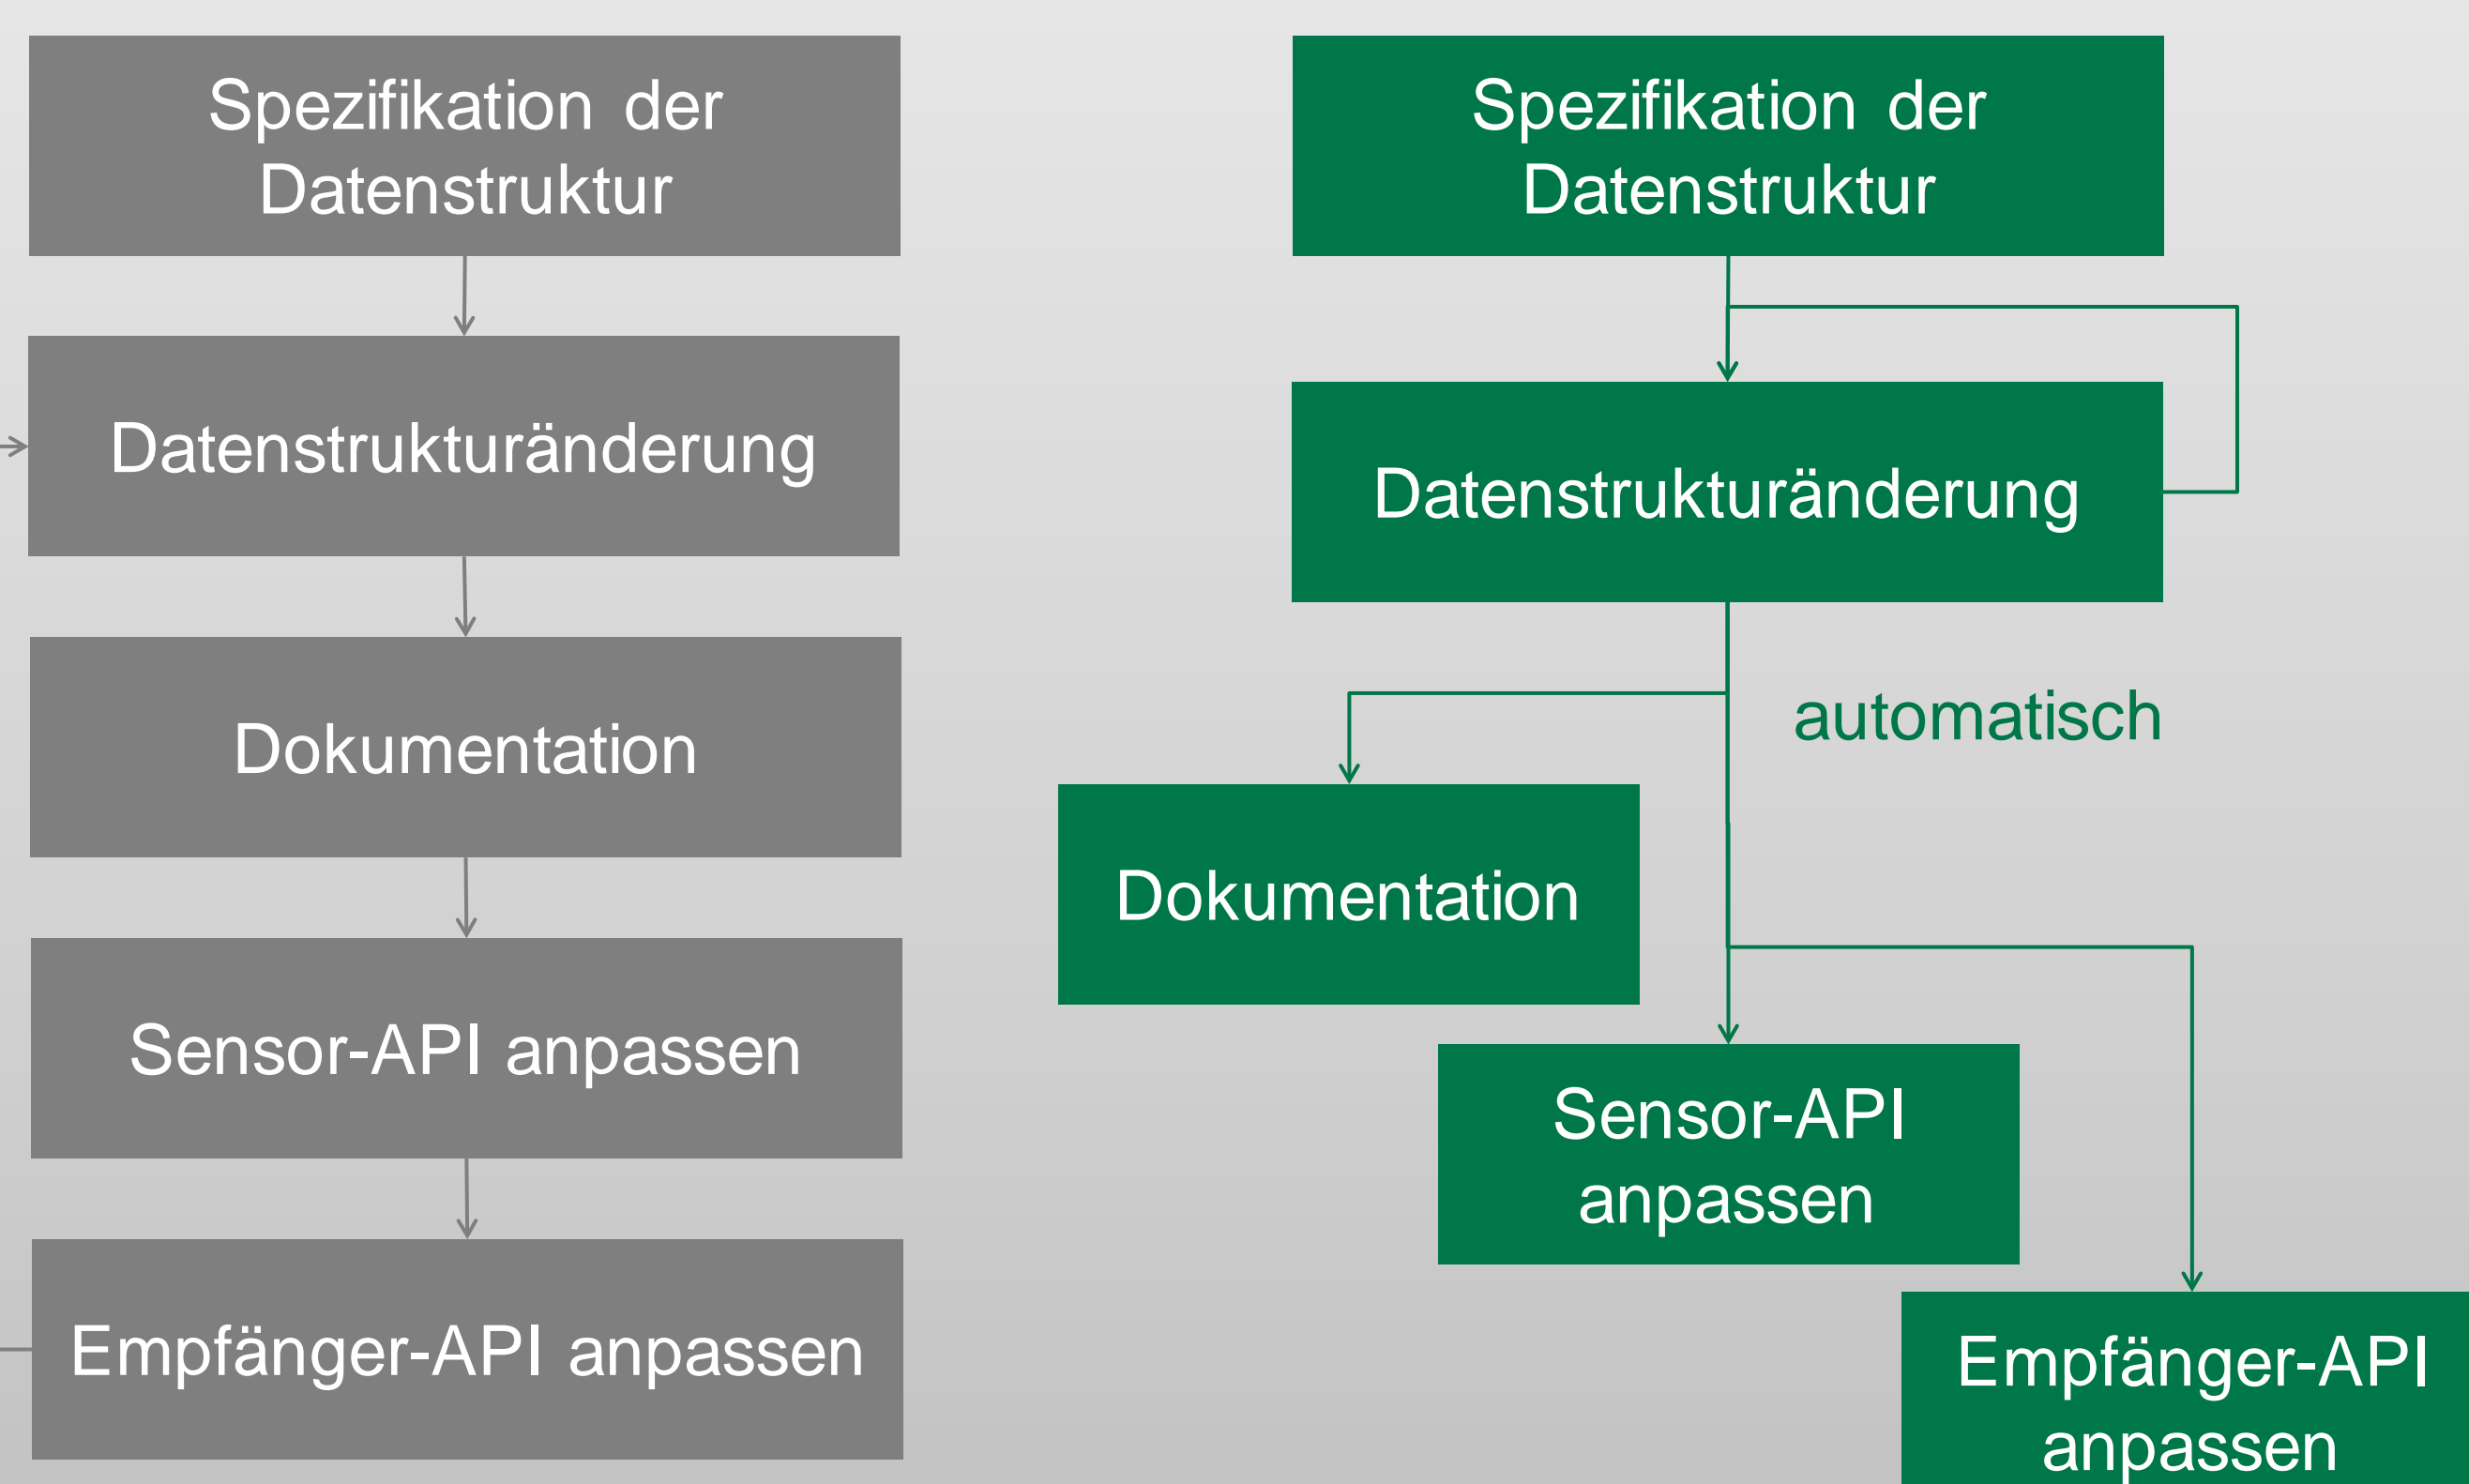 Spezifikation der
Datenstruktur
Datenstrukturänderung
Dokumentation
Sensor-API anpassen
Empfänger-API anpassen
Spezifikation der
Datenstruktur
Datenstrukturänderung
automatisch
Dokumentation
Sensor-API
anpassen
Empfänger-API
anpassen